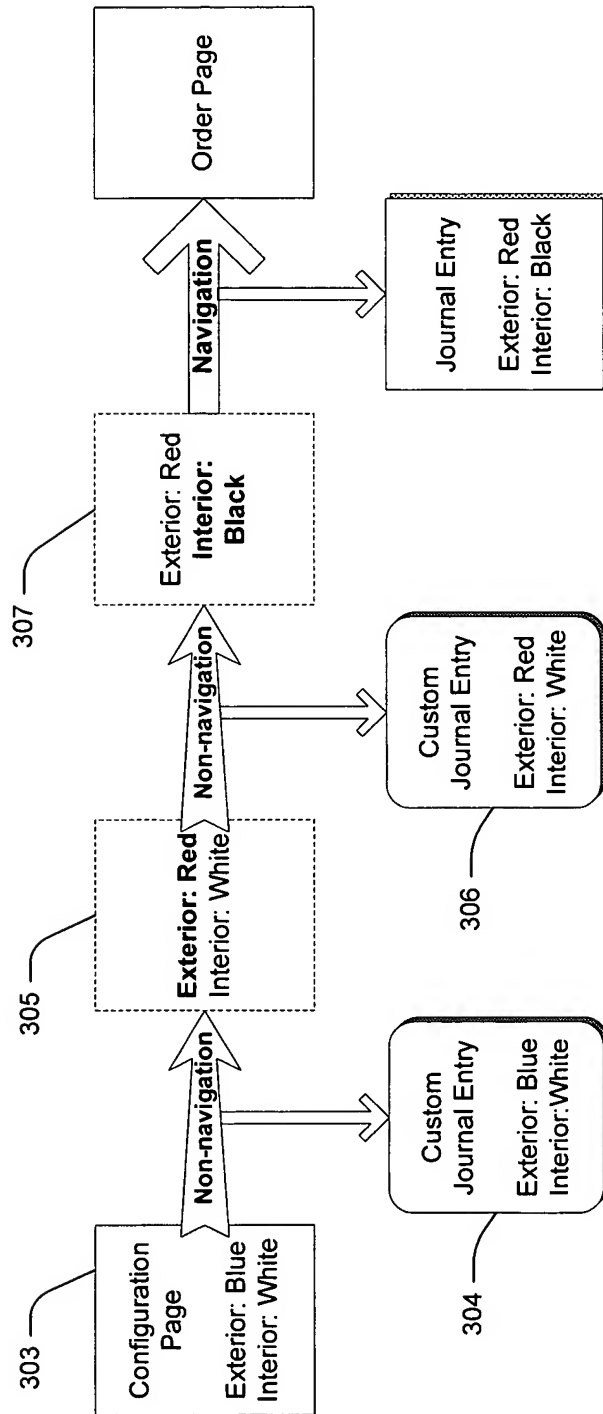 303
Configuration
Page
Exterior: Blue
Interior: White
Non-navigation
Custom
Journal Entry
Exterior: Blue
Interior:White
304
305
Exterior: Red
Interior: White
Non-navigation
Custom
Journal Entry
Exterior: Red
Interior: White
306
307
Exterior: Red
Interior:
Black
Navigation
Journal Entry
Exterior: Red
Interior: Black
Order Page